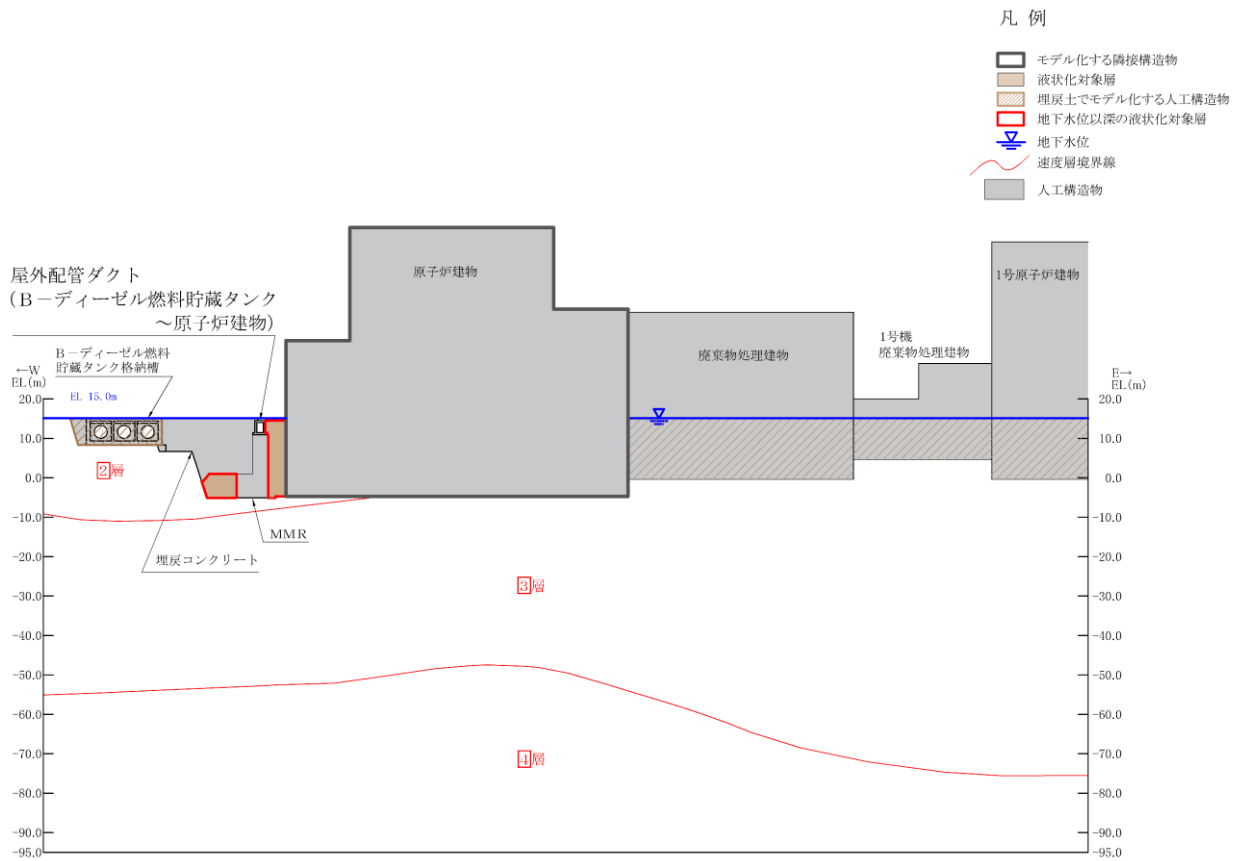 凡 例
モデル化する隣接構造物
液状化対象層
埋戻土でモデル化する人工構造物
地下水位以深の液状化対象層
地下水位
速度層境界線
人工構造物
屋外配管ダクト
(B－ディーゼル燃料貯蔵タンク
～原子炉建物)
B－ディーゼル燃料
貯蔵タンク格納槽
原子炉建物
1号原子炉建物
廃棄物処理建物
1号機
廃棄物処理建物
←W
EL(m)
EL 15.0m
E→
EL(m)
20.0
10.0
0.0
-10.0
-20.0
-30.0
-40.0
-50.0
-60.0
-70.0
-80.0
-90.0
-95.0
2層
MMR
埋戻コンクリート
3層
4層
20.0
10.0
0.0
-10.0
-20.0
-30.0
-40.0
-50.0
-60.0
-70.0
-80.0
-90.0
-95.0